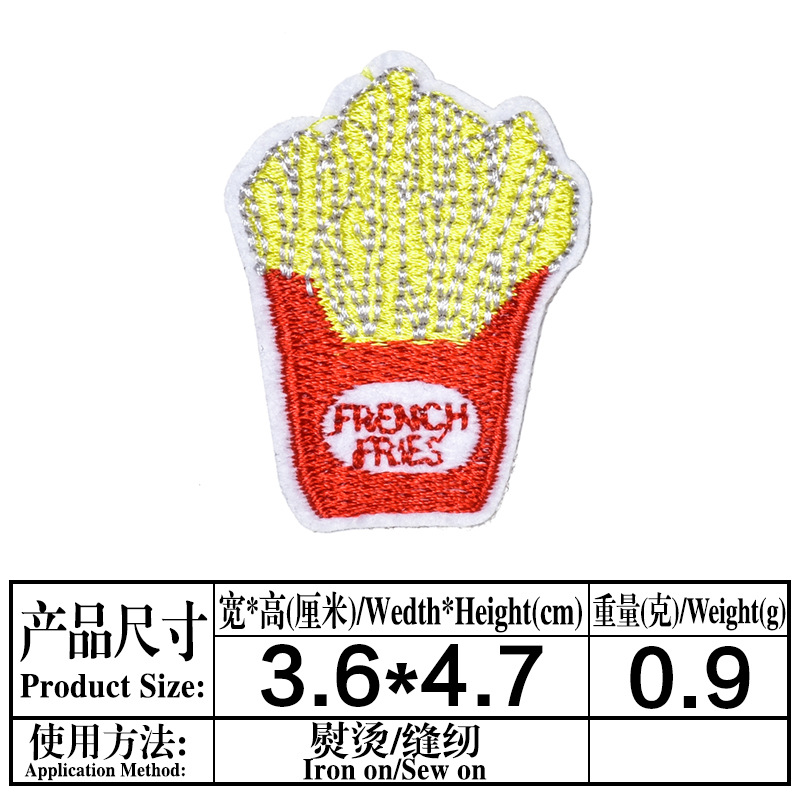 FRENCH
FRIES
产品尺寸
Product Size:
宽*高(厘米)/Wedth*Height(cm)
3.6*4.7
重量(克)/Weight(g)
0.9
使用方法:
Application Method:
熨烫/缝纫
Iron on/Sew on